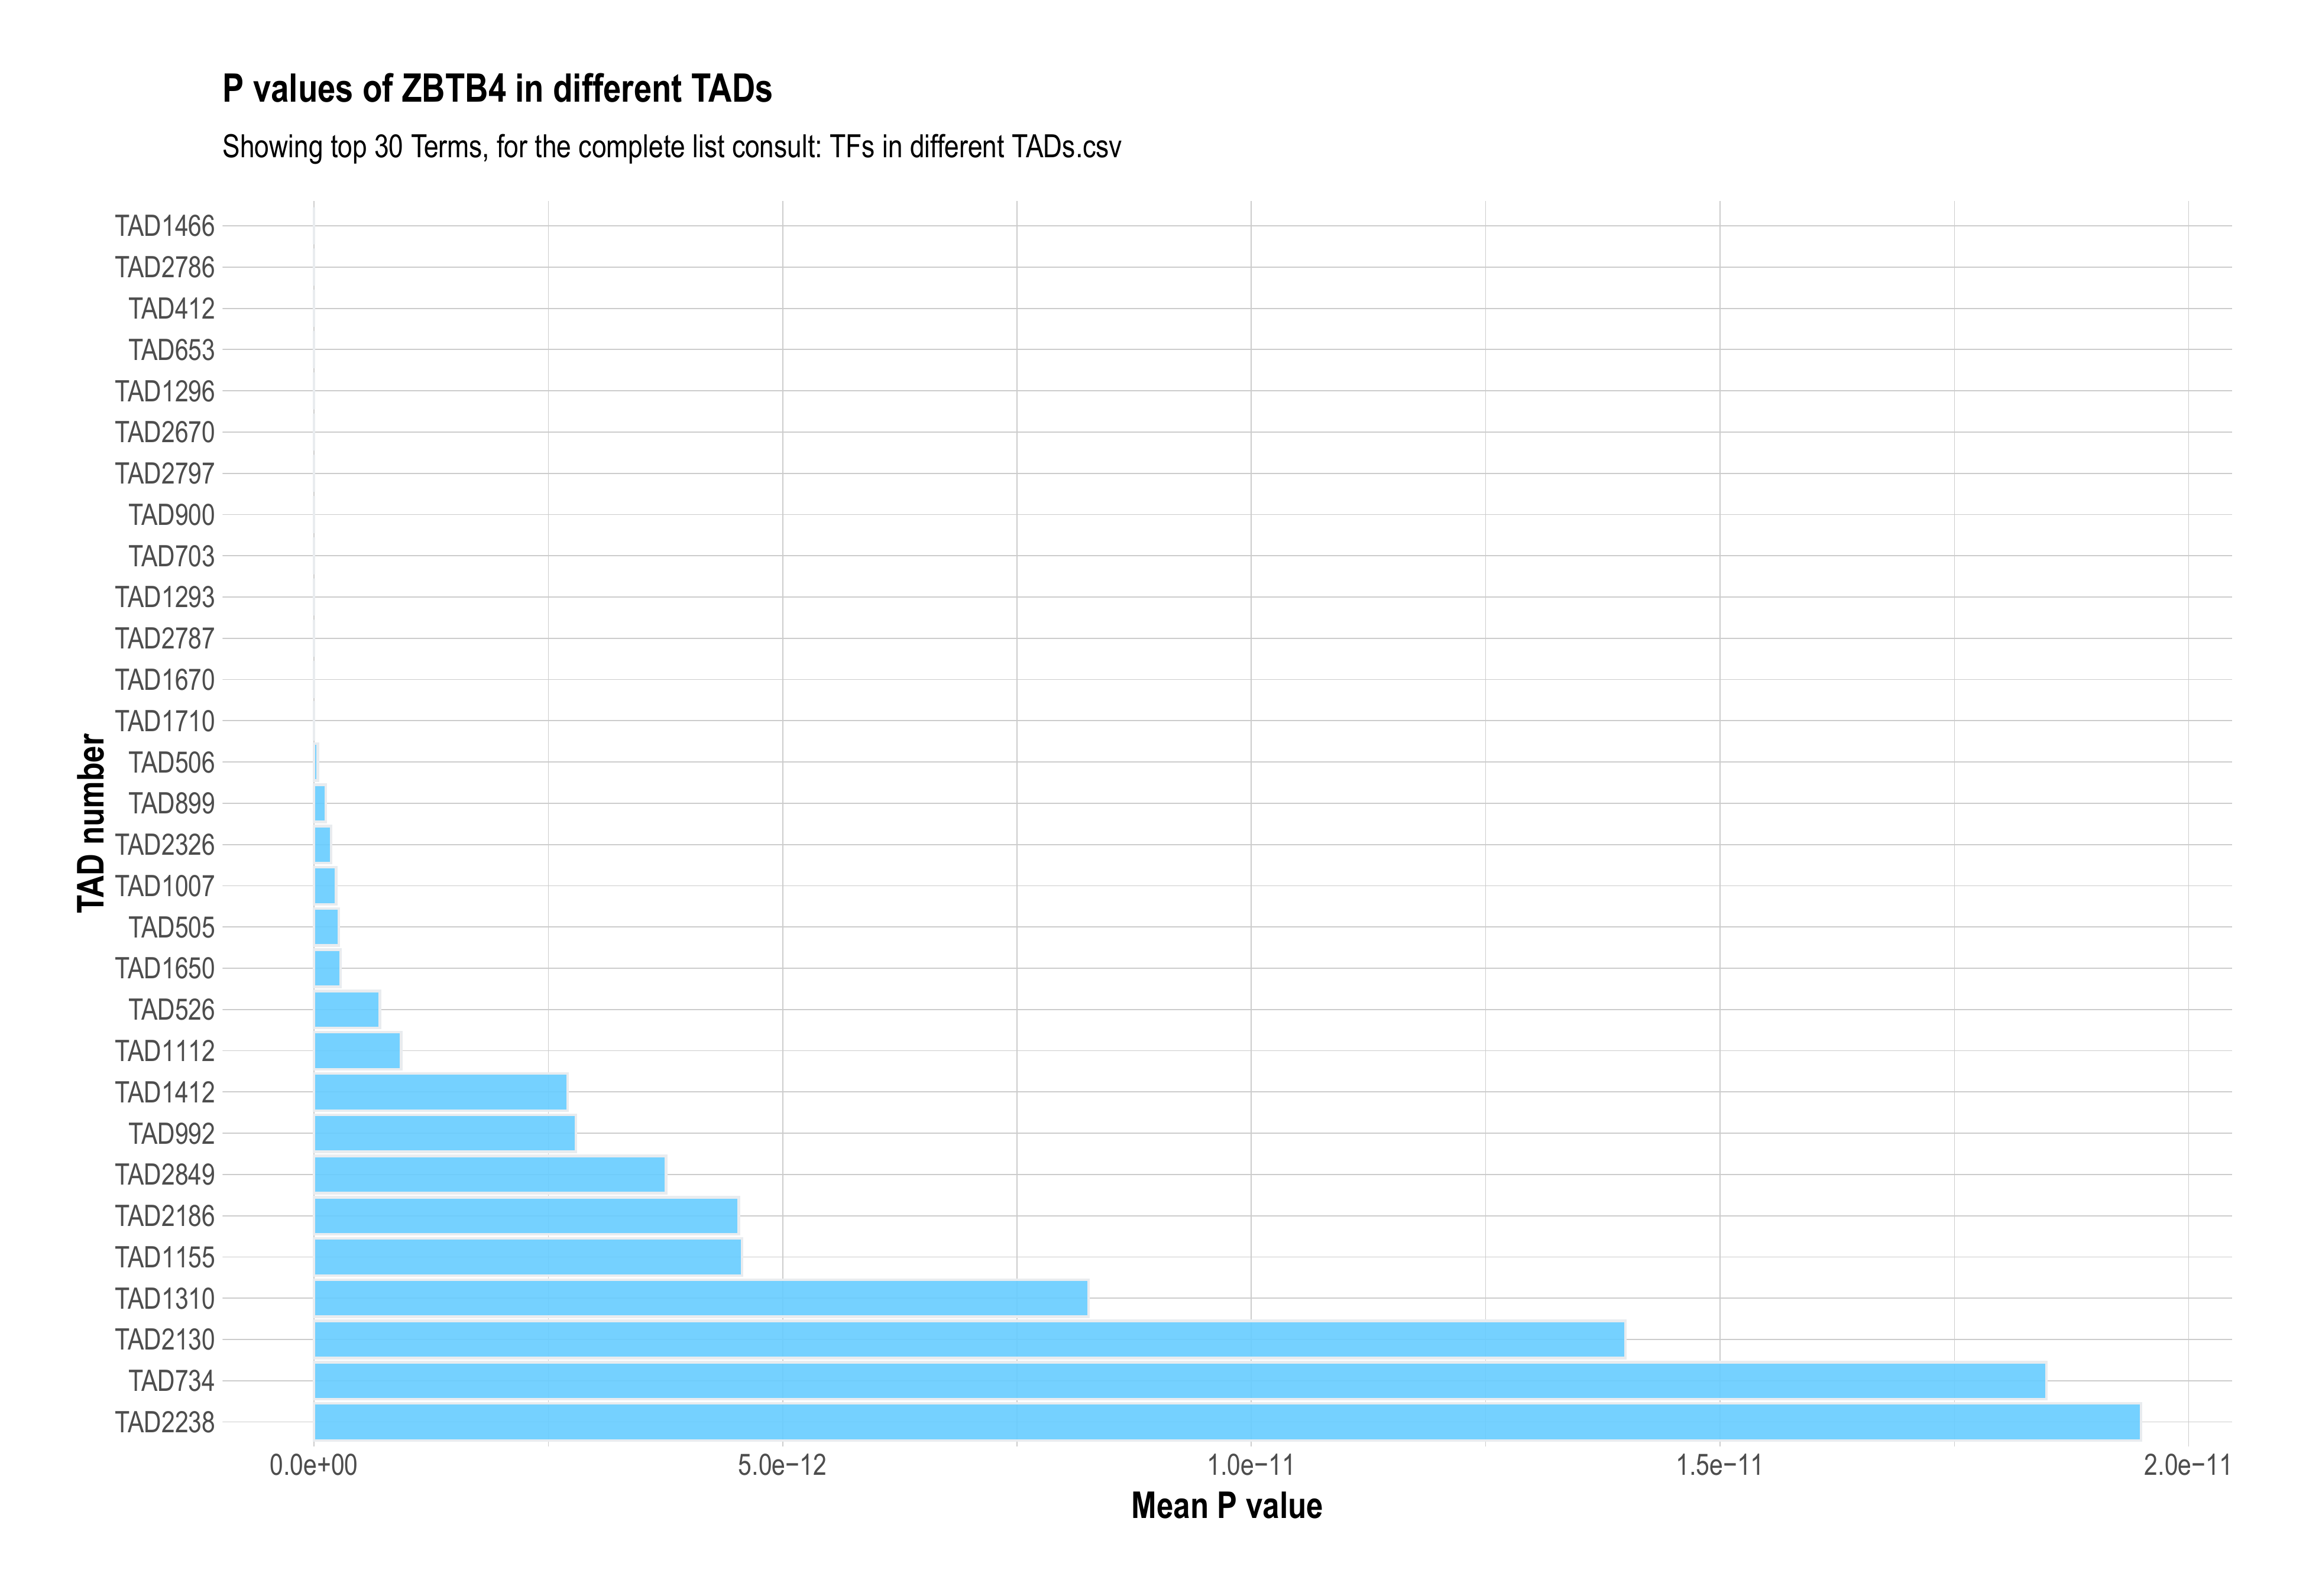 P values of ZBTB4 in different TADs
Showing top 30 Terms, for the complete list consult: TFs in different TADs.csv
TAD1466
TAD2786
TAD412
TAD653
TAD1296
TAD2670
TAD2797
TAD900
TAD703
TAD1293
TAD2787
TAD1670
TAD1710
TAD506
TAD899
TAD2326
TAD1007
TAD505
TAD1650
TAD526
TAD1112
TAD1412
TAD992
TAD2849
TAD2186
TAD1155
TAD1310
TAD2130
TAD734
TAD2238
TAD number
0.0e+00 5.0e−12 1.0e−11 1.5e−11 2.0e−11
Mean P value